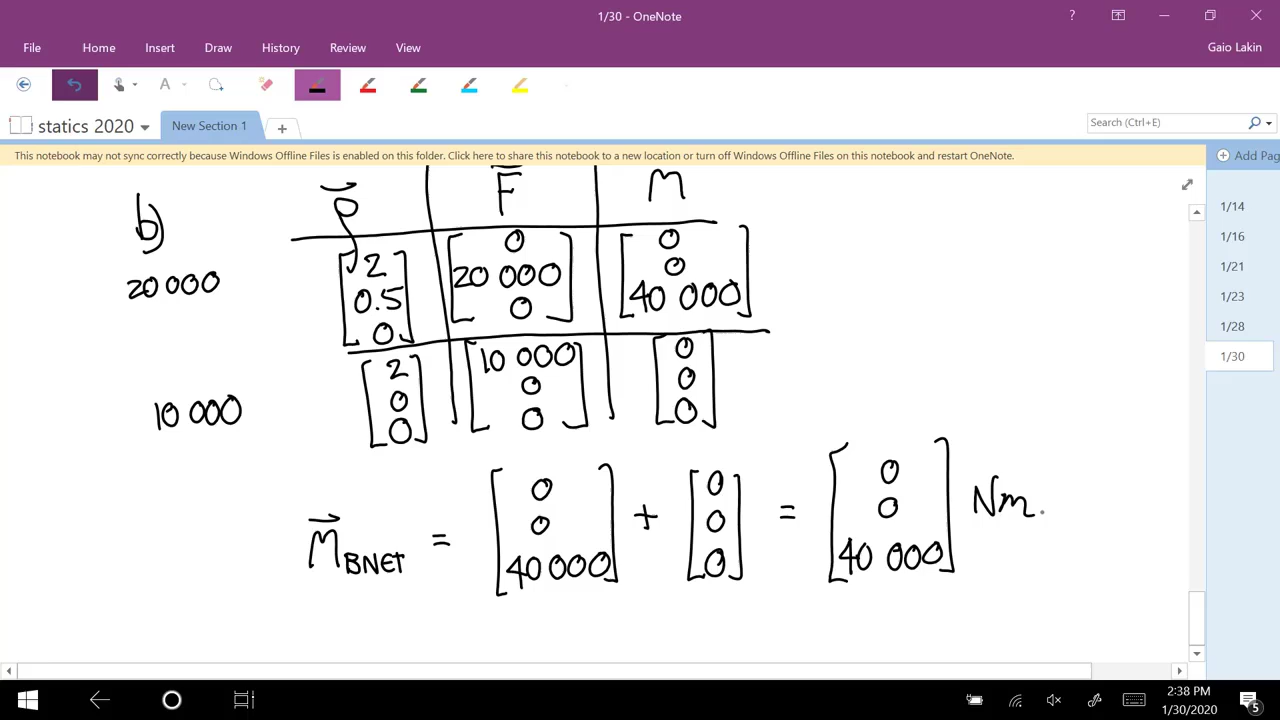 1/30 - OneNote
?
File Home Insert Draw History Review View
Gaio Lakin
A
statics 2020
New Section 1
+
Search (Ctrl+E)
This notebook may not sync correctly because Windows Offline Files is enabled on this folder. Click here to share this notebook to a new location or turn off Windows Offline Files on this notebook and restart OneNote.
Add Pag
1/14
1/16
1/21
1/23
1/28
1/30
b)
F M
20 000
2
0.5
0
0
20 000
0
0
0
40 000
10 000
2
0
0
10 000
0
0
0
0
0
M BNET =
0
0
40 000
+
0
0
0
=
0
0
40 000
Nm.
2:38 PM
1/30/2020
5